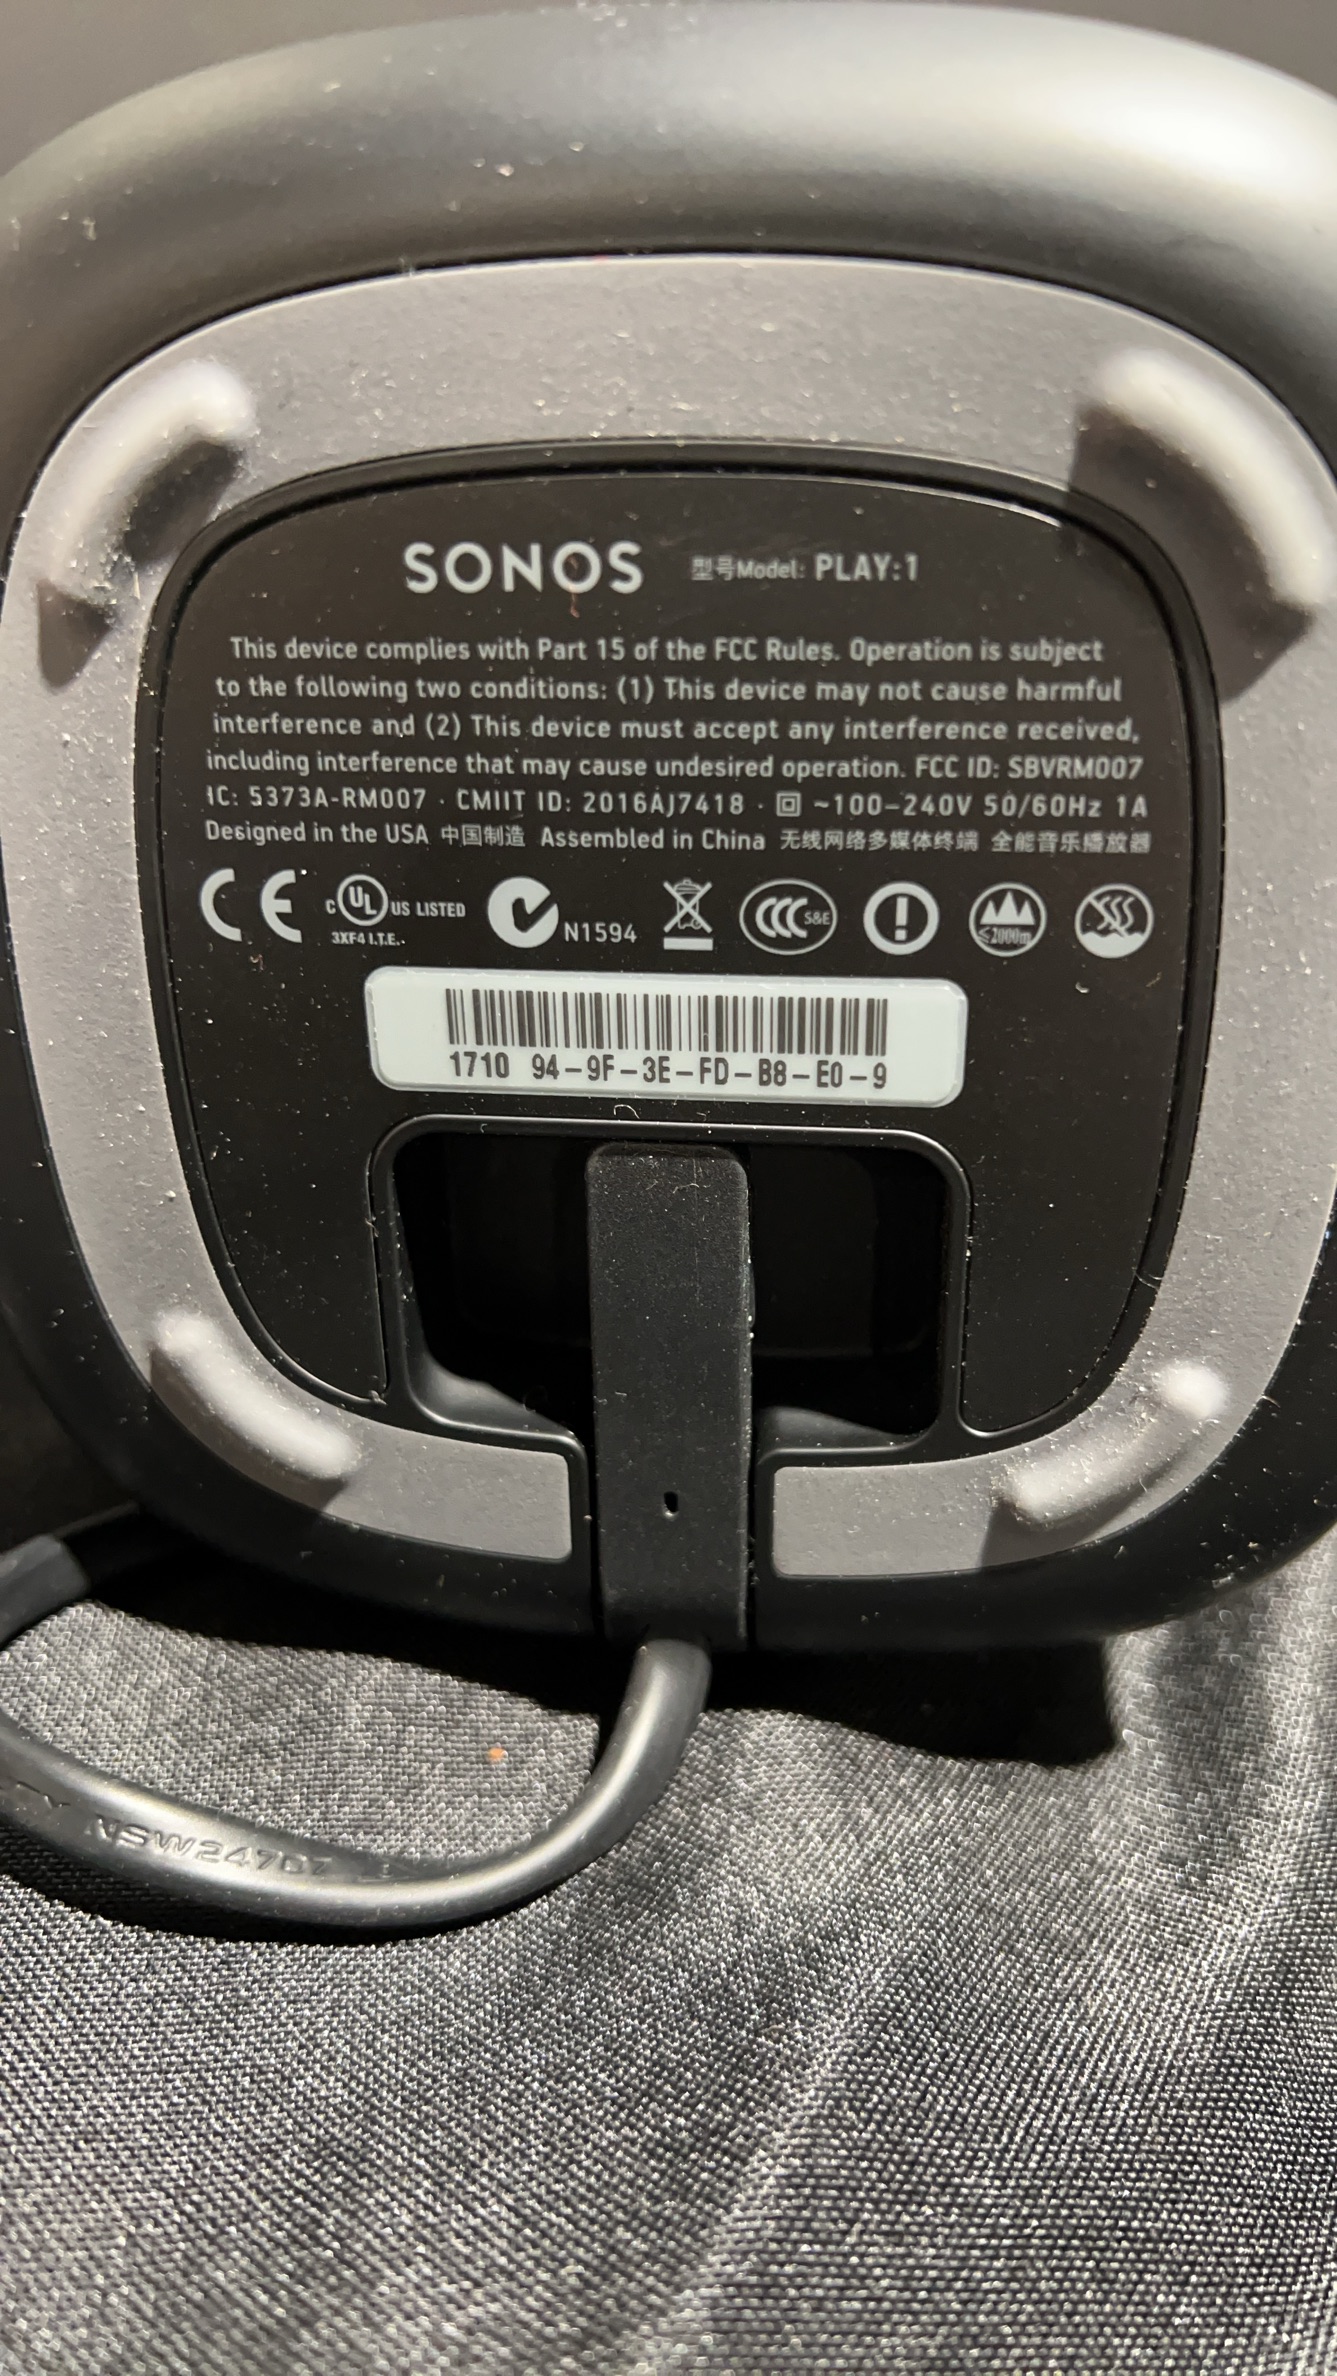 SONOS 型号Model: PLAY:1
This device complies with Part 15 of the FCC Rules. Operation is subject
to the following two conditions: (1) This device may not cause harmful
interference and (2) This device must accept any interference received,
including interference that may cause undesired operation. FCC ID: SBVRM007
IC: 5373A-RM007 · CMIIT ID: 2016AJ7418 · ~100-240V 50/60Hz 1A
Designed in the USA 中国制造 Assembled in China 无线网络多媒体终端 全能音乐播放器
CE c UL US LISTED N1594 CCC S&E ! ≤2000m
3XF4 I.T.E.
1710 94-9F-3E-FD-B8-E0-9